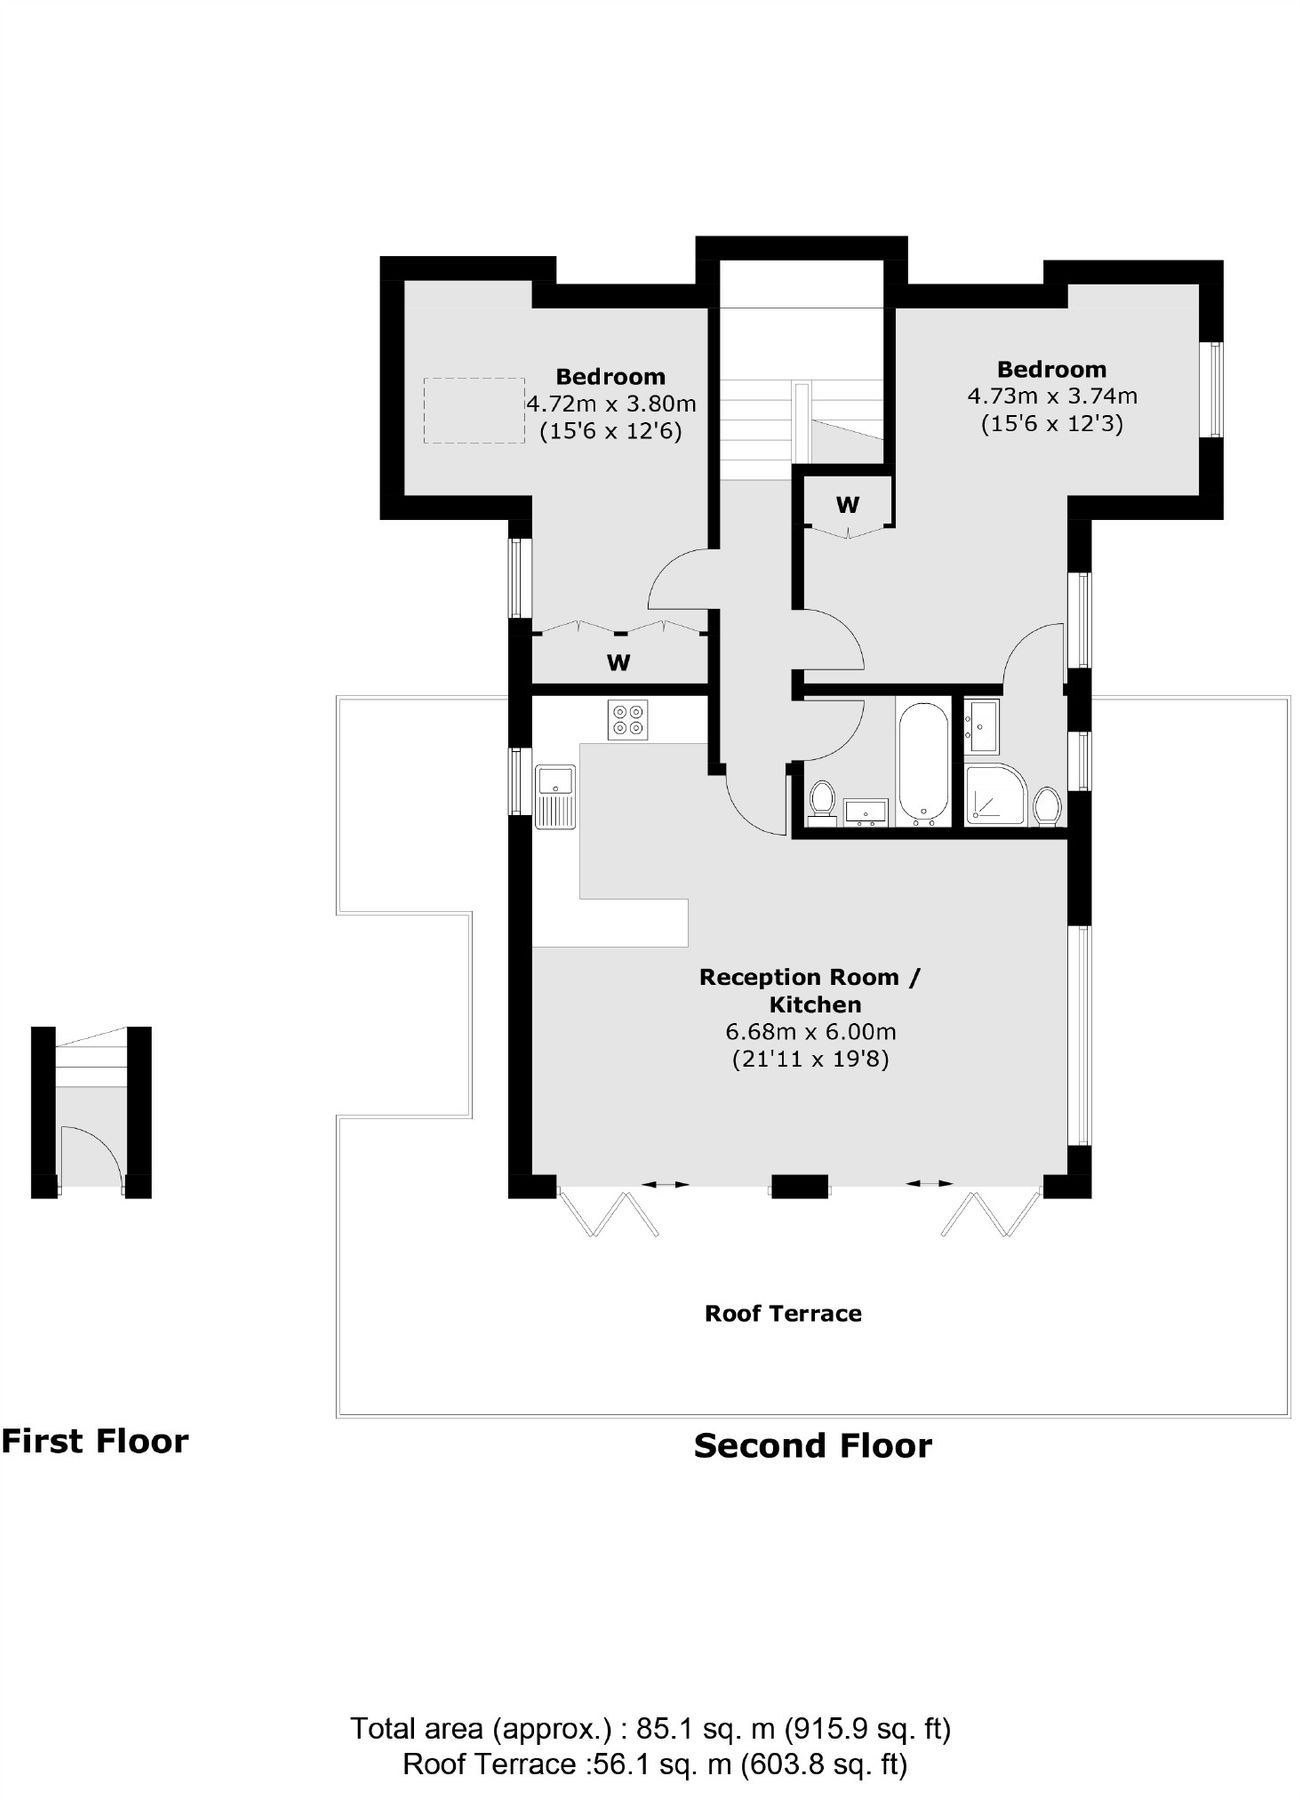 Bedroom
4.72m x 3.80m
(15'6 x 12'6)
Bedroom
4.73m x 3.74m
(15'6 x 12'3)
W
W
Reception Room /
Kitchen
6.68m x 6.00m
(21'11 x 19'8)
Roof Terrace
First Floor
Second Floor
Total area (approx.) : 85.1 sq. m (915.9 sq. ft)
Roof Terrace :56.1 sq. m (603.8 sq. ft)